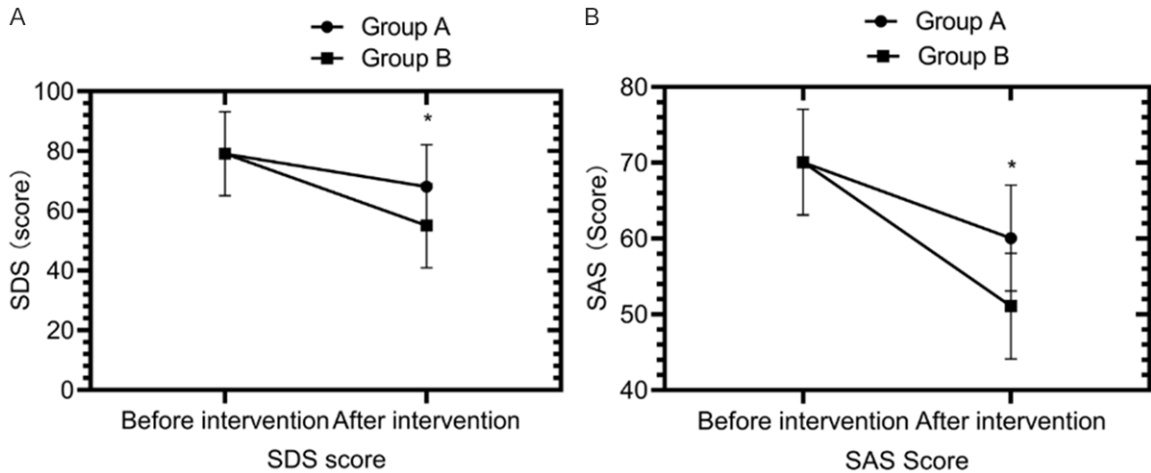 A
Group A
Group B
SDS (score)
100
80
60
40
20
0
*
Before intervention After intervention
SDS score
B
Group A
Group B
SAS (Score)
80
70
60
50
40
*
Before intervention After intervention
SAS Score